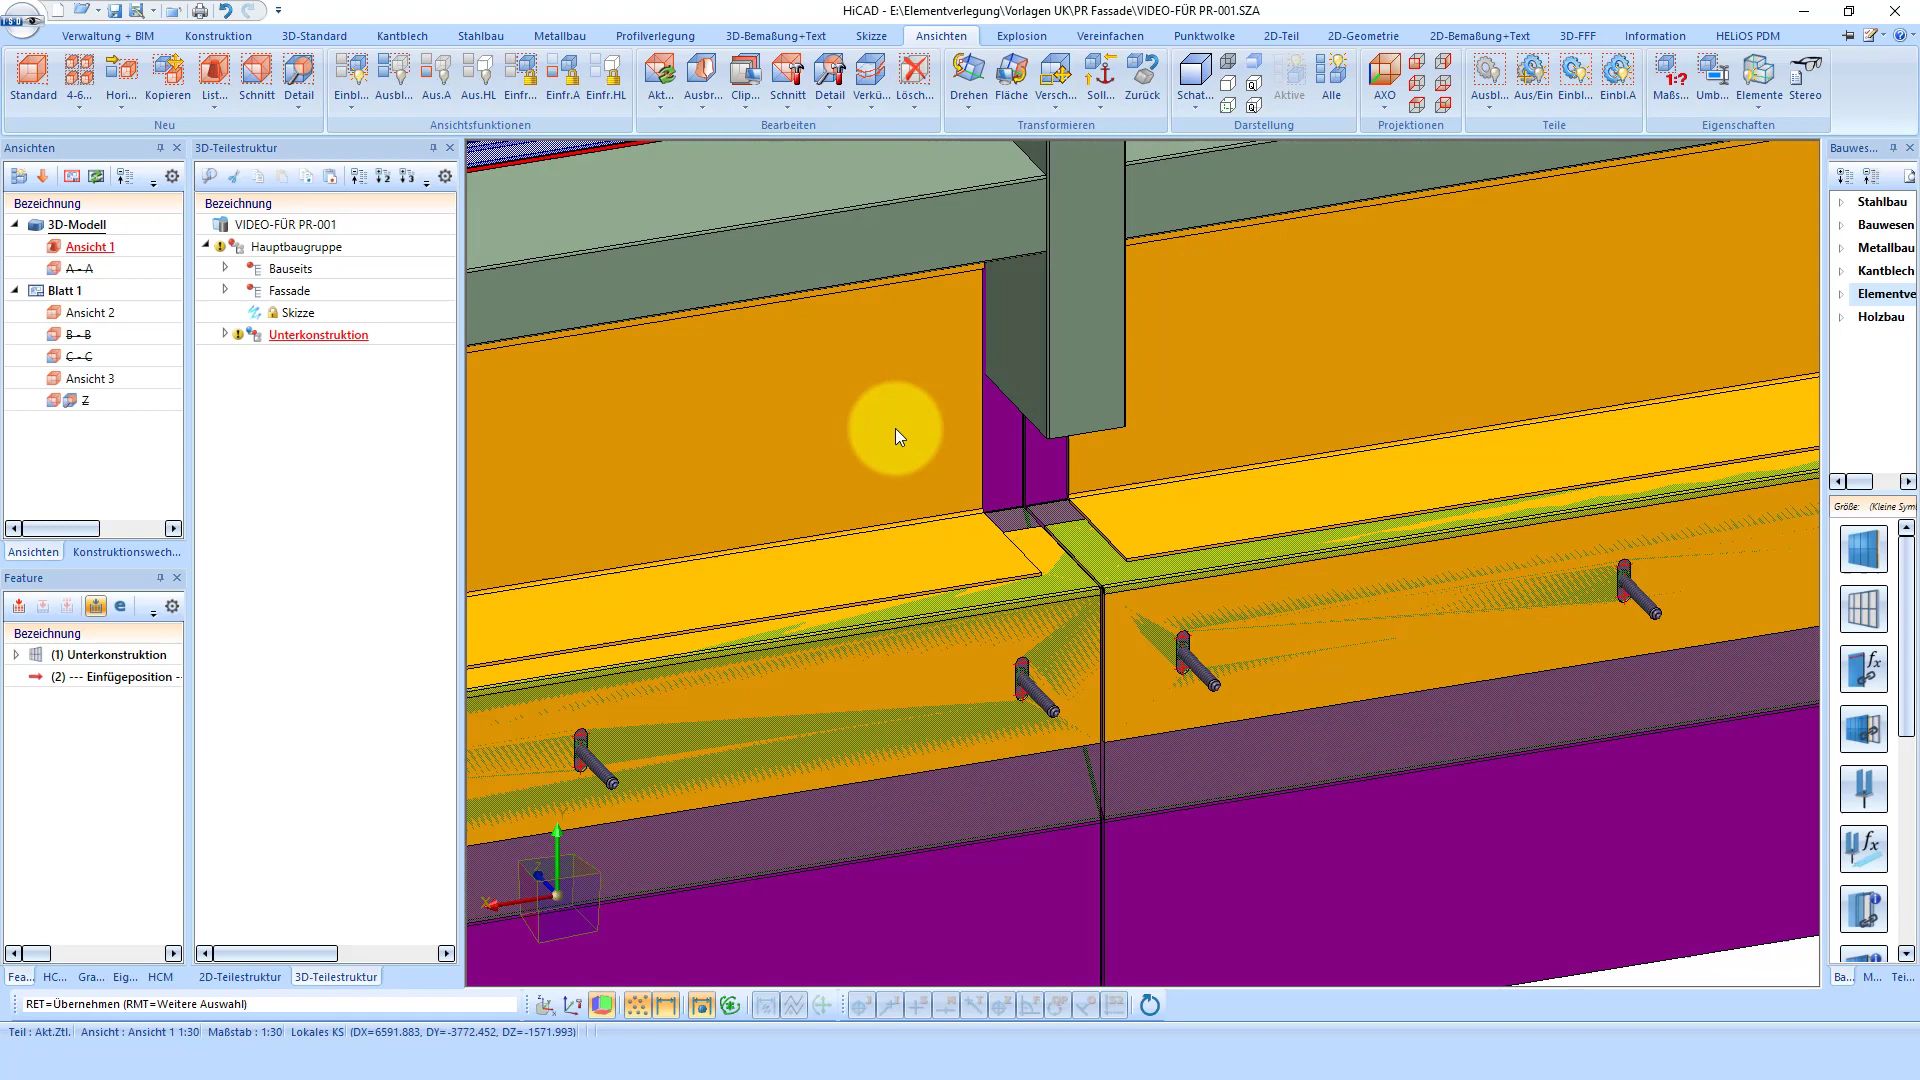 HiCAD - E:\Elementverlegung\Vorlagen UK\PR Fassade\VIDEO-FÜR PR-001.SZA
ISD
Verwaltung + BIM Konstruktion 3D-Standard Kantblech Stahlbau Metallbau Profilverlegung 3D-Bemaßung+Text Skizze Ansichten Explosion Vereinfachen Punktwolke 2D-Teil 2D-Geometrie 2D-Bemaßung+Text 3D-FFF Information HELiOS PDM
Standard 4-6... Hori... Kopieren List... Schnitt Detail Einbl... Ausbl... Aus.A Aus.HL Einfr... Einfr.A Einfr.HL Akt... Ausbr... Clip... Schnitt Detail Verkü... Lösch... Drehen Fläche Versch... Soll... Zurück Schat... Aktive Alle AXO Ausbl... Aus/Ein Einbl... Einbl.A Maßs... Umb... Elemente Stereo
Neu Ansichtsfunktionen Bearbeiten Transformieren Darstellung Projektionen Teile Eigenschaften
Ansichten
Bezeichnung
3D-Modell
Ansicht 1
A - A
Blatt 1
Ansicht 2
B - B
C - C
Ansicht 3
Z
Ansichten Konstruktionswech...
Feature
Bezeichnung
(1) Unterkonstruktion
(2) --- Einfügeposition -
Fea... HC... Gra... Eig... HCM
3D-Teilestruktur
Bezeichnung
VIDEO-FÜR PR-001
Hauptbaugruppe
Bauseits
Fassade
Skizze
Unterkonstruktion
2D-Teilestruktur 3D-Teilestruktur
X
Z
Bauwes...
Stahlbau
Bauwesen
Metallbau
Kantblech
Elementve
Holzbau
Größe: (Kleine Sym
Ba... M... Tei...
RET=Übernehmen (RMT=Weitere Auswahl)
Teil : Akt.Ztl. Ansicht : Ansicht 1 1:30 Maßstab : 1:30 Lokales KS (DX=6591.883, DY=-3772.452, DZ=-1571.993)